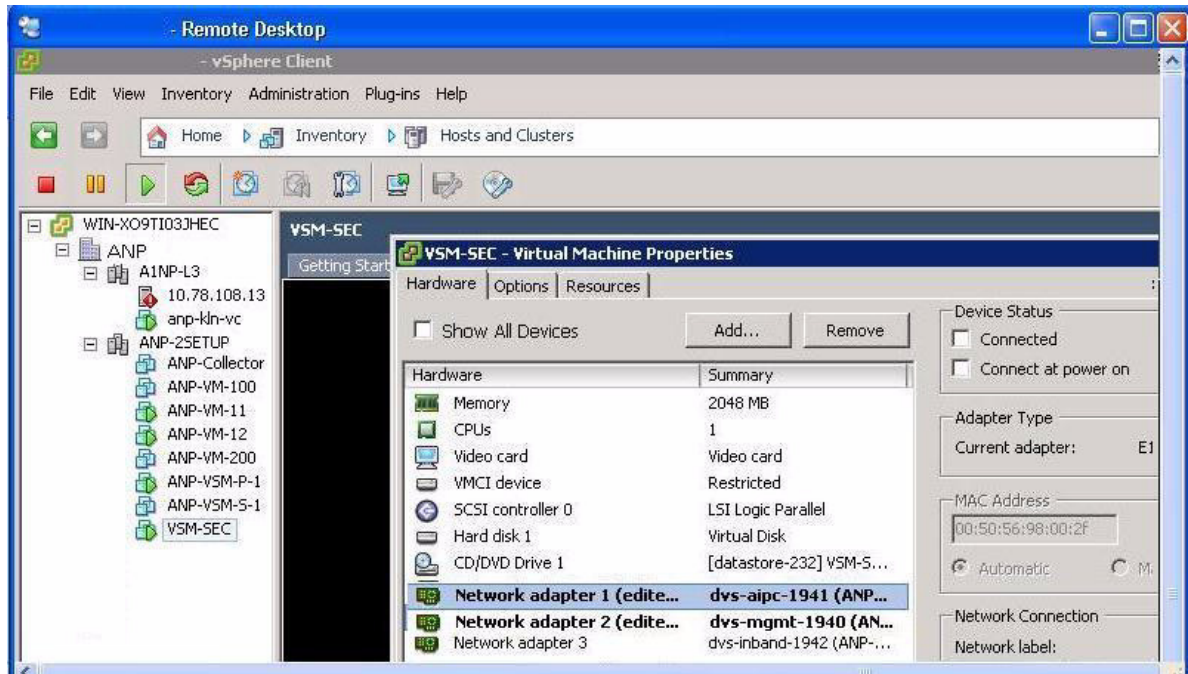 - Remote Desktop
- vSphere Client
File Edit View Inventory Administration Plug-ins Help
Home Inventory Hosts and Clusters
WIN-XO9TI03JHEC
ANP
A1NP-L3
10.78.108.13
anp-kln-vc
ANP-2SETUP
ANP-Collector
ANP-VM-100
ANP-VM-11
ANP-VM-12
ANP-VM-200
ANP-VSM-P-1
ANP-VSM-S-1
VSM-SEC
VSM-SEC
Getting Start
VSM-SEC - Virtual Machine Properties
Hardware Options Resources
Show All Devices Add... Remove
Hardware Summary
Memory 2048 MB
CPUs 1
Video card Video card
VMCI device Restricted
SCSI controller 0 LSI Logic Parallel
Hard disk 1 Virtual Disk
CD/DVD Drive 1 [datastore-232] VSM-S...
Network adapter 1 (edite... dvs-aipc-1941 (ANP...
Network adapter 2 (edite... dvs-mgmt-1940 (AN...
Network adapter 3 dvs-inband-1942 (ANP-...
Device Status
Connected
Connect at power on
Adapter Type
Current adapter: E1
MAC Address
00:50:56:98:00:2f
Automatic M
Network Connection
Network label: